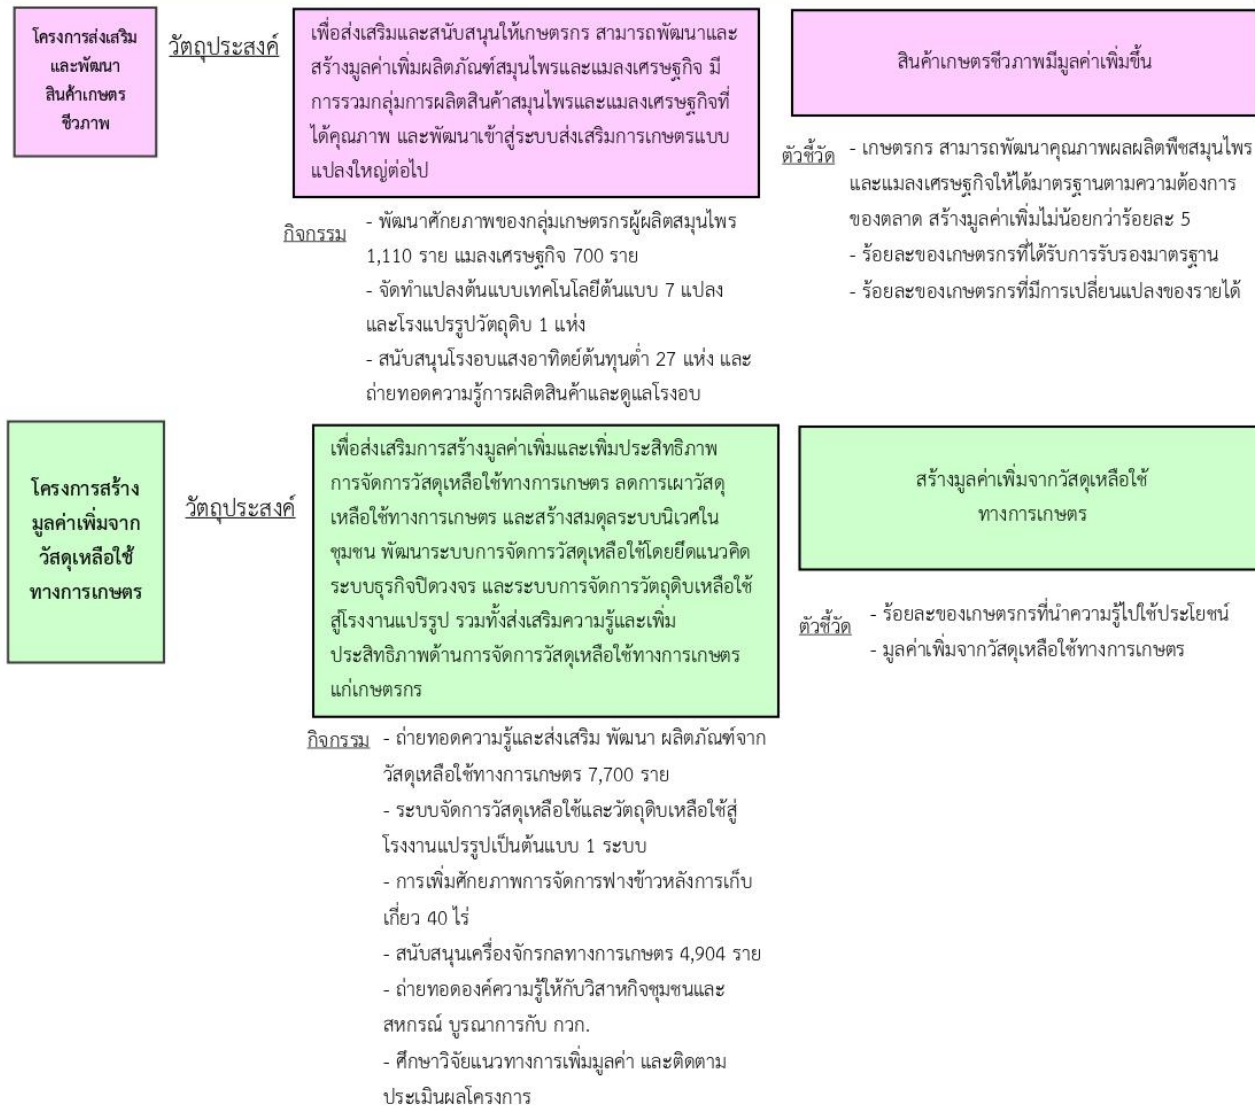 โครงการส่งเสริม
และพัฒนา
สินค้าเกษตร
ชีวภาพ
วัตถุประสงค์
เพื่อส่งเสริมและสนับสนุนให้เกษตรกร สามารถพัฒนาและ
สร้างมูลค่าเพิ่มผลิตภัณฑ์สมุนไพรและแมลงเศรษฐกิจ มี
การรวมกลุ่มการผลิตสินค้าสมุนไพรและแมลงเศรษฐกิจที่
ได้คุณภาพ และพัฒนาเข้าสู่ระบบส่งเสริมการเกษตรแบบ
แปลงใหญ่ต่อไป
กิจกรรม
- พัฒนาศักยภาพของกลุ่มเกษตรกรผู้ผลิตสมุนไพร
1,110 ราย แมลงเศรษฐกิจ 700 ราย
- จัดทำแปลงต้นแบบเทคโนโลยีต้นแบบ 7 แปลง
และโรงแปรรูปวัตถุดิบ 1 แห่ง
- สนับสนุนโรงอบแสงอาทิตย์ต้นทุนต่ำ 27 แห่ง และ
ถ่ายทอดความรู้การผลิตสินค้าและดูแลโรงอบ
สินค้าเกษตรชีวภาพมีมูลค่าเพิ่มขึ้น
ตัวชี้วัด
- เกษตรกร สามารถพัฒนาคุณภาพผลผลิตพืชสมุนไพร
และแมลงเศรษฐกิจให้ได้มาตรฐานตามความต้องการ
ของตลาด สร้างมูลค่าเพิ่มไม่น้อยกว่าร้อยละ 5
- ร้อยละของเกษตรกรที่ได้รับการรับรองมาตรฐาน
- ร้อยละของเกษตรกรที่มีการเปลี่ยนแปลงของรายได้
โครงการสร้าง
มูลค่าเพิ่มจาก
วัสดุเหลือใช้
ทางการเกษตร
วัตถุประสงค์
เพื่อส่งเสริมการสร้างมูลค่าเพิ่มและเพิ่มประสิทธิภาพ
การจัดการวัสดุเหลือใช้ทางการเกษตร ลดการเผาวัสดุ
เหลือใช้ทางการเกษตร และสร้างสมดุลระบบนิเวศใน
ชุมชน พัฒนาระบบการจัดการวัสดุเหลือใช้โดยยึดแนวคิด
ระบบธุรกิจปิดวงจร และระบบการจัดการวัตถุดิบเหลือใช้
สู่โรงงานแปรรูป รวมทั้งส่งเสริมความรู้และเพิ่ม
ประสิทธิภาพด้านการจัดการวัสดุเหลือใช้ทางการเกษตร
แก่เกษตรกร
กิจกรรม
- ถ่ายทอดความรู้และส่งเสริม พัฒนา ผลิตภัณฑ์จาก
วัสดุเหลือใช้ทางการเกษตร 7,700 ราย
- ระบบจัดการวัสดุเหลือใช้และวัตถุดิบเหลือใช้สู่
โรงงานแปรรูปเป็นต้นแบบ 1 ระบบ
- การเพิ่มศักยภาพการจัดการฟางข้าวหลังการเก็บ
เกี่ยว 40 ไร่
- สนับสนุนเครื่องจักรกลทางการเกษตร 4,904 ราย
- ถ่ายทอดองค์ความรู้ให้กับวิสาหกิจชุมชนและ
สหกรณ์ บูรณาการกับ กวก.
- ศึกษาวิจัยแนวทางการเพิ่มมูลค่า และติดตาม
ประเมินผลโครงการ
สร้างมูลค่าเพิ่มจากวัสดุเหลือใช้
ทางการเกษตร
ตัวชี้วัด
- ร้อยละของเกษตรกรที่นำความรู้ไปใช้ประโยชน์
- มูลค่าเพิ่มจากวัสดุเหลือใช้ทางการเกษตร